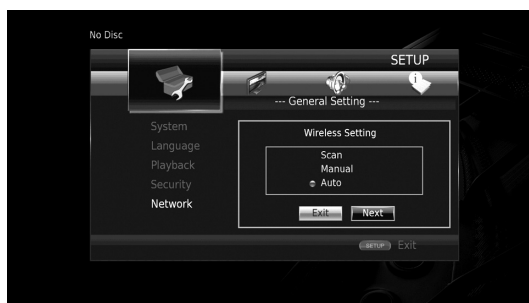 No Disc
SETUP
--- General Setting ---
System
Language
Playback
Security
Network
Wireless Setting
Scan
Manual
Auto
Exit
Next
SETUP Exit